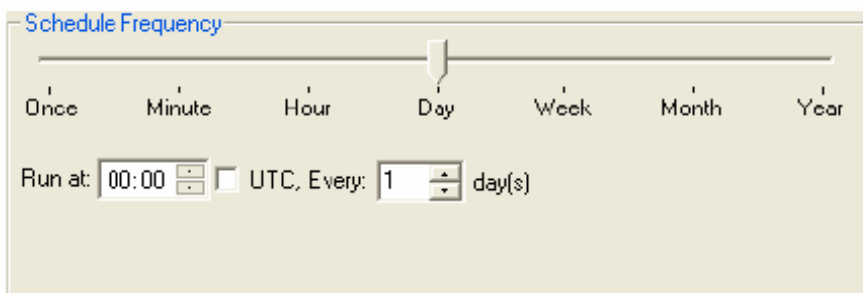 Schedule Frequency
Once Minute Hour Day Week Month Year
Run at: 00:00 UTC, Every: 1 day(s)